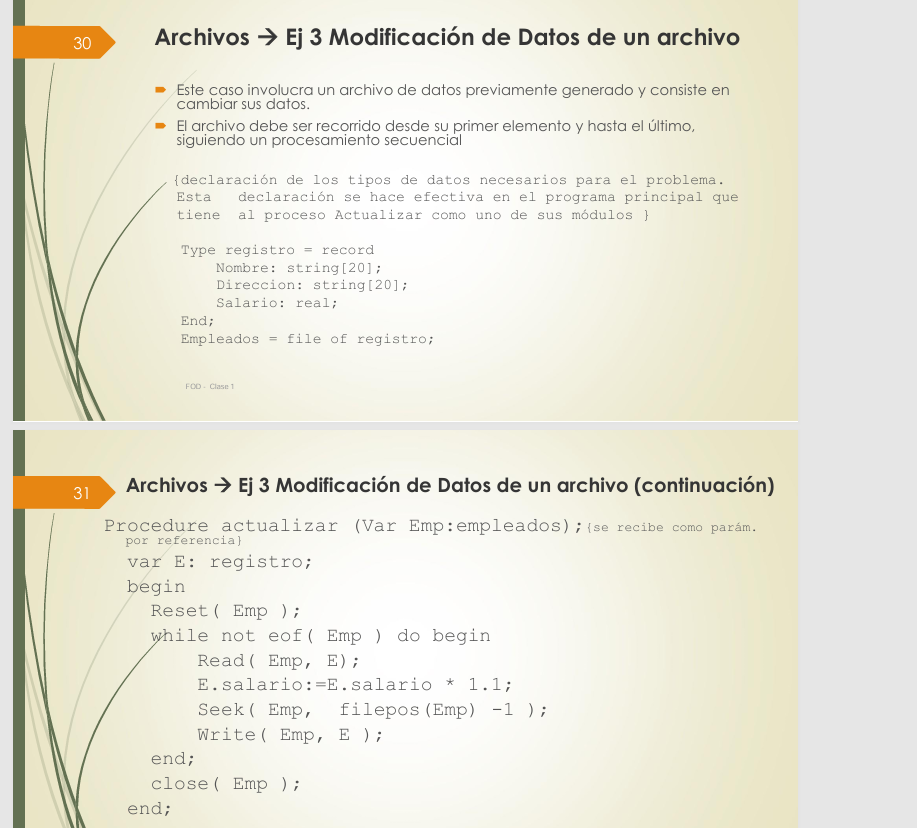 30
Archivos → Ej 3 Modificación de Datos de un archivo
Este caso involucra un archivo de datos previamente generado y consiste en
cambiar sus datos.
El archivo debe ser recorrido desde su primer elemento y hasta el último,
siguiendo un procesamiento secuencial
{declaración de los tipos de datos necesarios para el problema.
Esta declaración se hace efectiva en el programa principal que
tiene al proceso Actualizar como uno de sus módulos }
Type registro = record
Nombre: string[20];
Direccion: string[20];
Salario: real;
End;
Empleados = file of registro;
FOD - Clase 1
31
Archivos → Ej 3 Modificación de Datos de un archivo (continuación)
Procedure actualizar (Var Emp:empleados);{se recibe como parám.
por referencia}
var E: registro;
begin
Reset( Emp );
while not eof( Emp ) do begin
Read( Emp, E);
E.salario:=E.salario * 1.1;
Seek( Emp, filepos(Emp) -1 );
Write( Emp, E );
end;
close( Emp );
end;